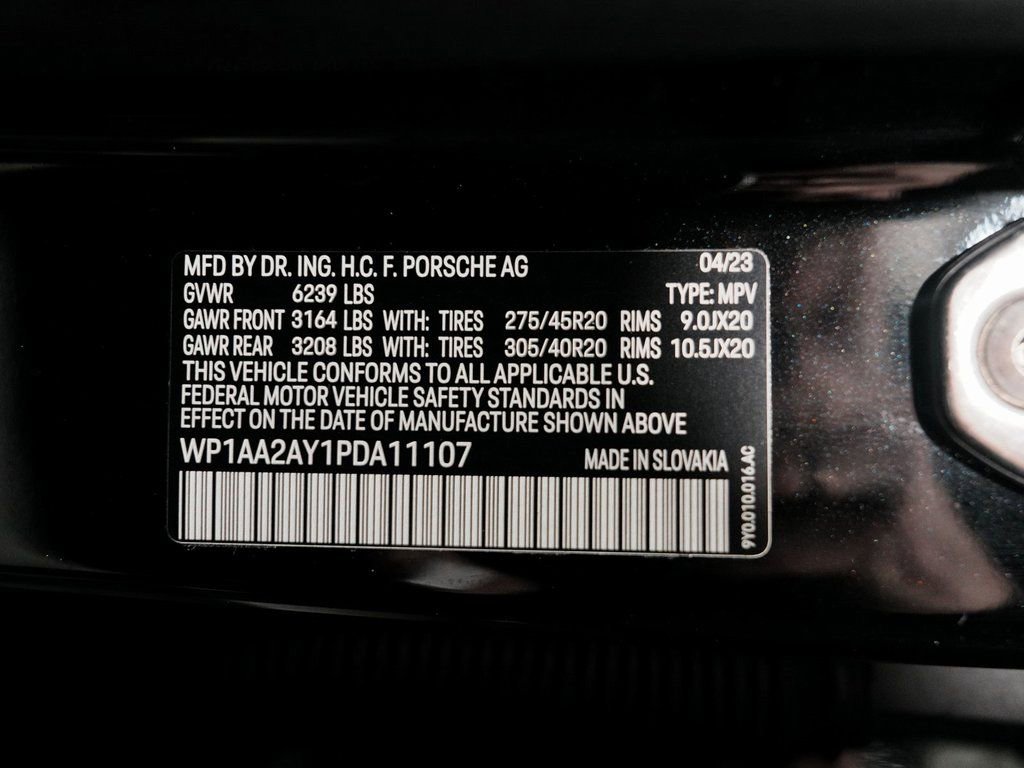 MFD BY DR. ING. H.C. F. PORSCHE AG 04/23
GVWR 6239 LBS TYPE: MPV
GAWR FRONT 3164 LBS WITH: TIRES 275/45R20 RIMS 9.0JX20
GAWR REAR 3208 LBS WITH: TIRES 305/40R20 RIMS 10.5JX20
THIS VEHICLE CONFORMS TO ALL APPLICABLE U.S.
FEDERAL MOTOR VEHICLE SAFETY STANDARDS IN
EFFECT ON THE DATE OF MANUFACTURE SHOWN ABOVE
WP1AA2AY1PDA11107 MADE IN SLOVAKIA
9Y0.010.016.AC